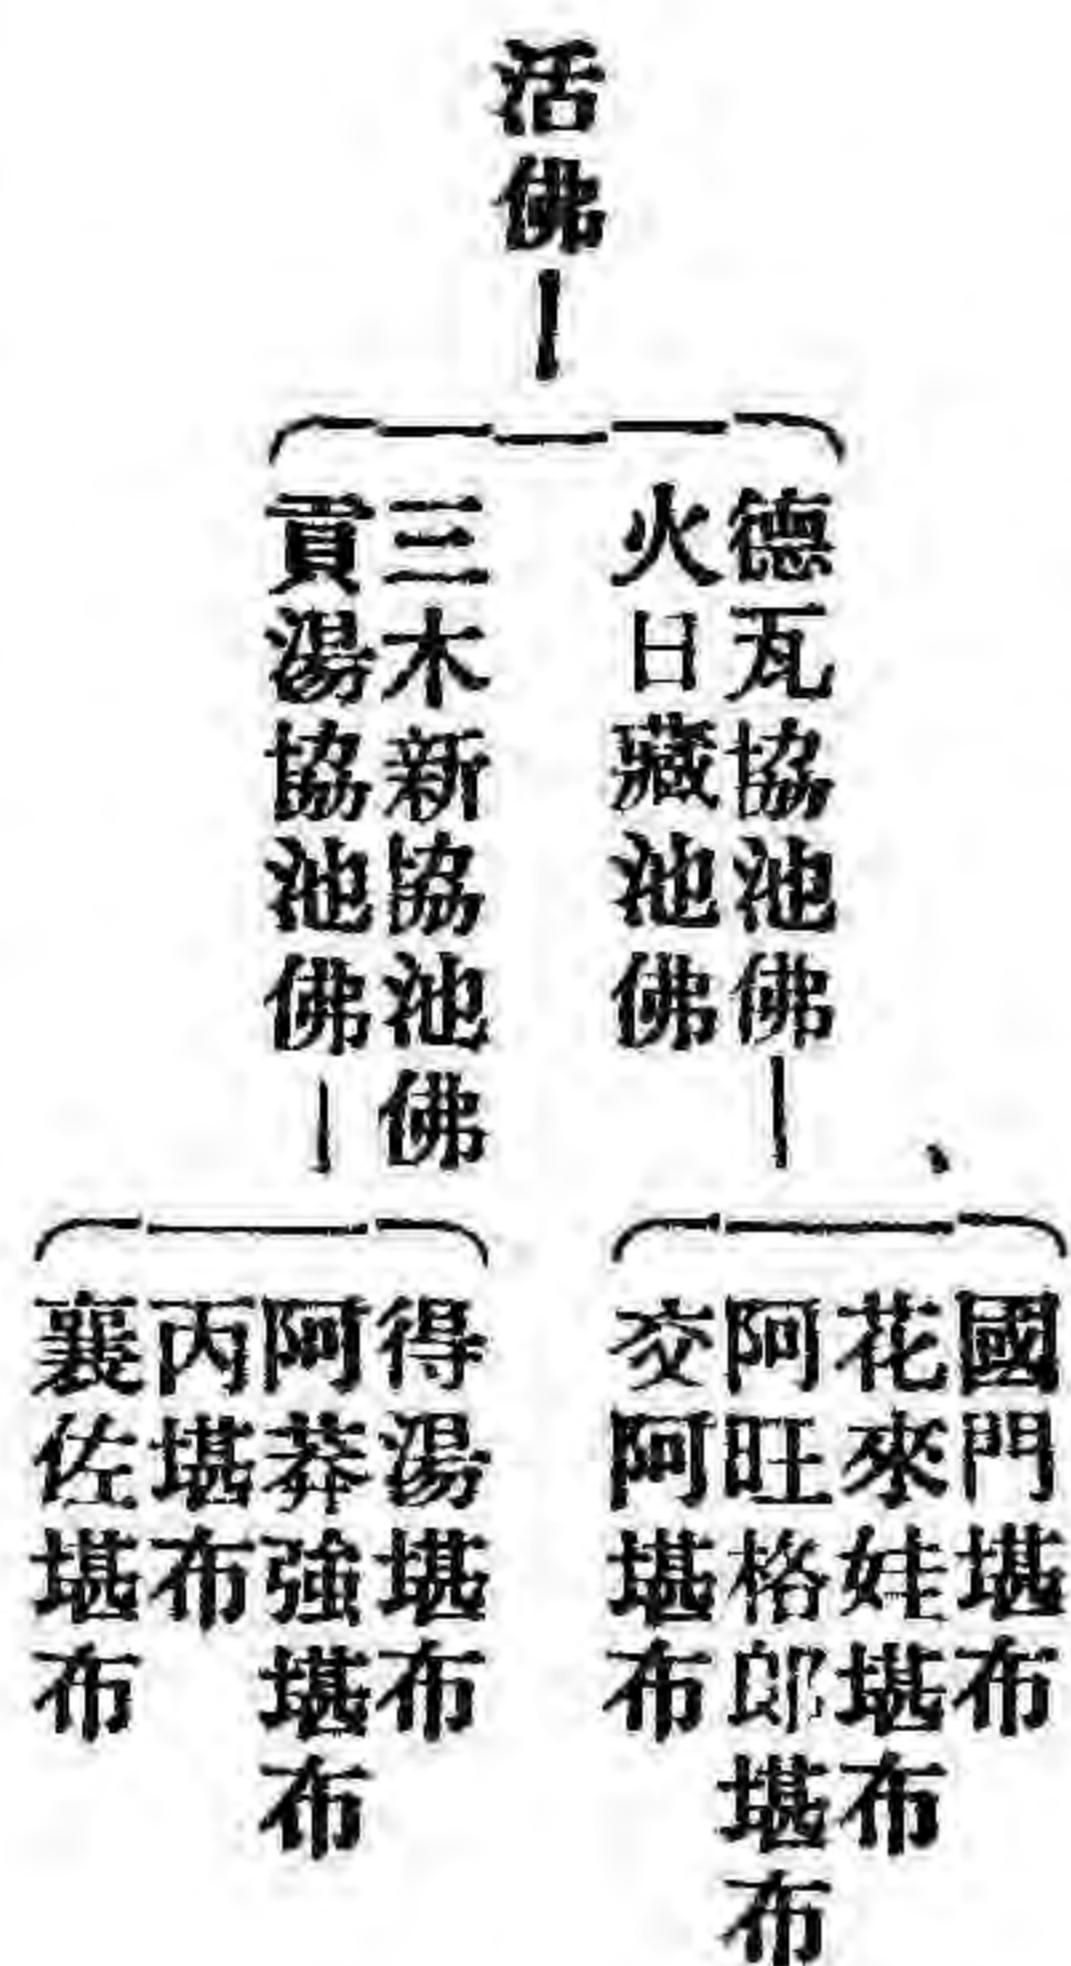 活佛
德瓦協池佛
火日藏池佛
三木新協池佛
貢湯協池佛
國門堪布
花來娃堪布
阿旺格郎堪布
交阿堪布
得湯堪布
阿莽強堪布
丙堪布
襄佐堪布